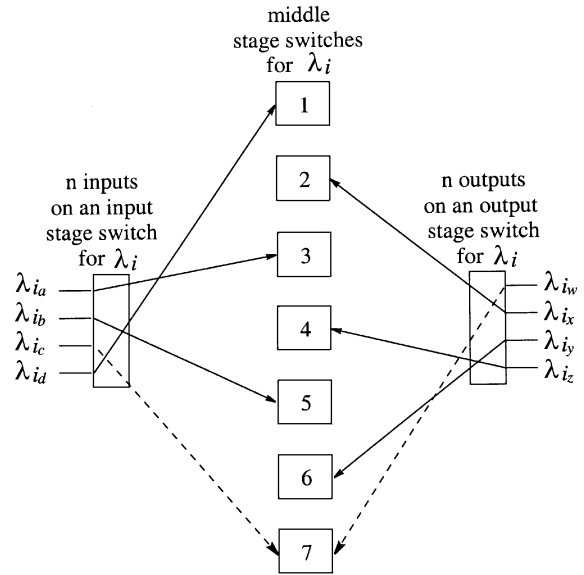 middle
stage switches
for λi
1
2
3
4
5
6
7
n inputs
on an input
stage switch
for λi
λia
λib
λic
λid
n outputs
on an output
stage switch
for λi
λiw
λix
λiy
λiz